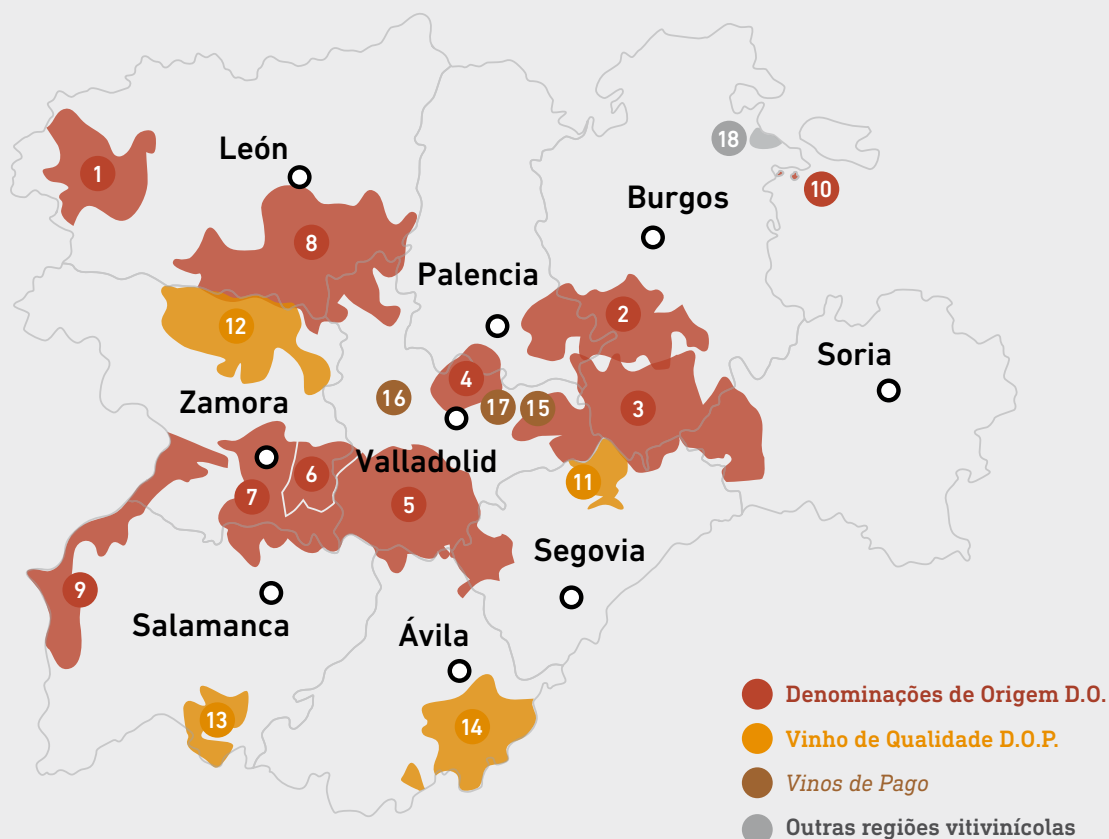 18
León
1
10
Burgos
8
Palencia
2
12
Soria
4
Zamora
16
17
15
3
Valladolid
6
11
7
5
Segovia
9
Salamanca
Ávila
Denominações de Origem D.O.
13
14
Vinho de Qualidade D.O.P.
Vinos de Pago
Outras regiões vitivinícolas